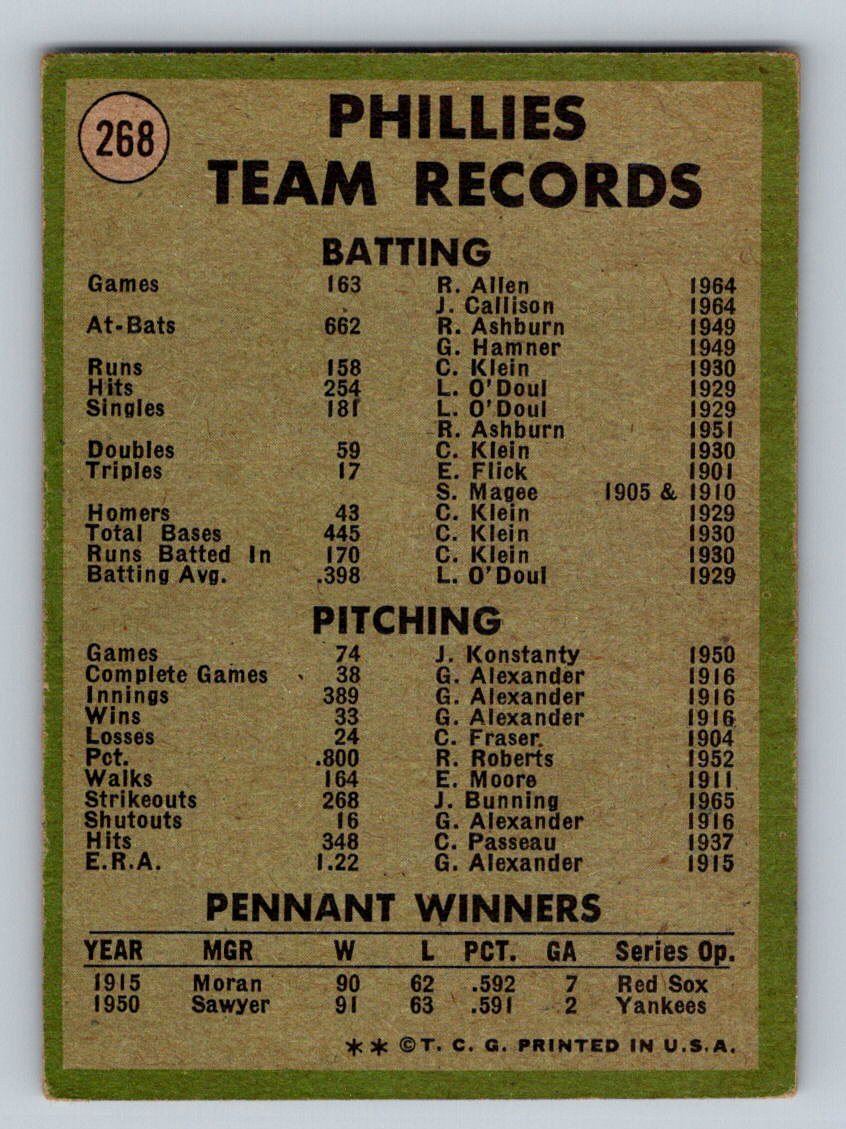 268
PHILLIES
TEAM RECORDS
BATTING
Games 163 R. Allen 1964
J. Callison 1964
At-Bats 662 R. Ashburn 1949
G. Hamner 1949
Runs 158 C. Klein 1930
Hits 254 L. O'Doul 1929
Singles 181 L. O'Doul 1929
R. Ashburn 1951
Doubles 59 C. Klein 1930
Triples 17 E. Flick 1901
S. Magee 1905 & 1910
Homers 43 C. Klein 1929
Total Bases 445 C. Klein 1930
Runs Batted In 170 C. Klein 1930
Batting Avg. .398 L. O'Doul 1929
PITCHING
Games 74 J. Konstanty 1950
Complete Games 38 G. Alexander 1916
Innings 389 G. Alexander 1916
Wins 33 G. Alexander 1916
Losses 24 C. Fraser 1904
Pct. .800 R. Roberts 1952
Walks 164 E. Moore 1911
Strikeouts 268 J. Bunning 1965
Shutouts 16 G. Alexander 1916
Hits 348 C. Passeau 1937
E.R.A. 1.22 G. Alexander 1915
PENNANT WINNERS
YEAR MGR W L PCT. GA Series Op.
1915 Moran 90 62 .592 7 Red Sox
1950 Sawyer 91 63 .591 2 Yankees
** © T. C. G. PRINTED IN U.S.A.